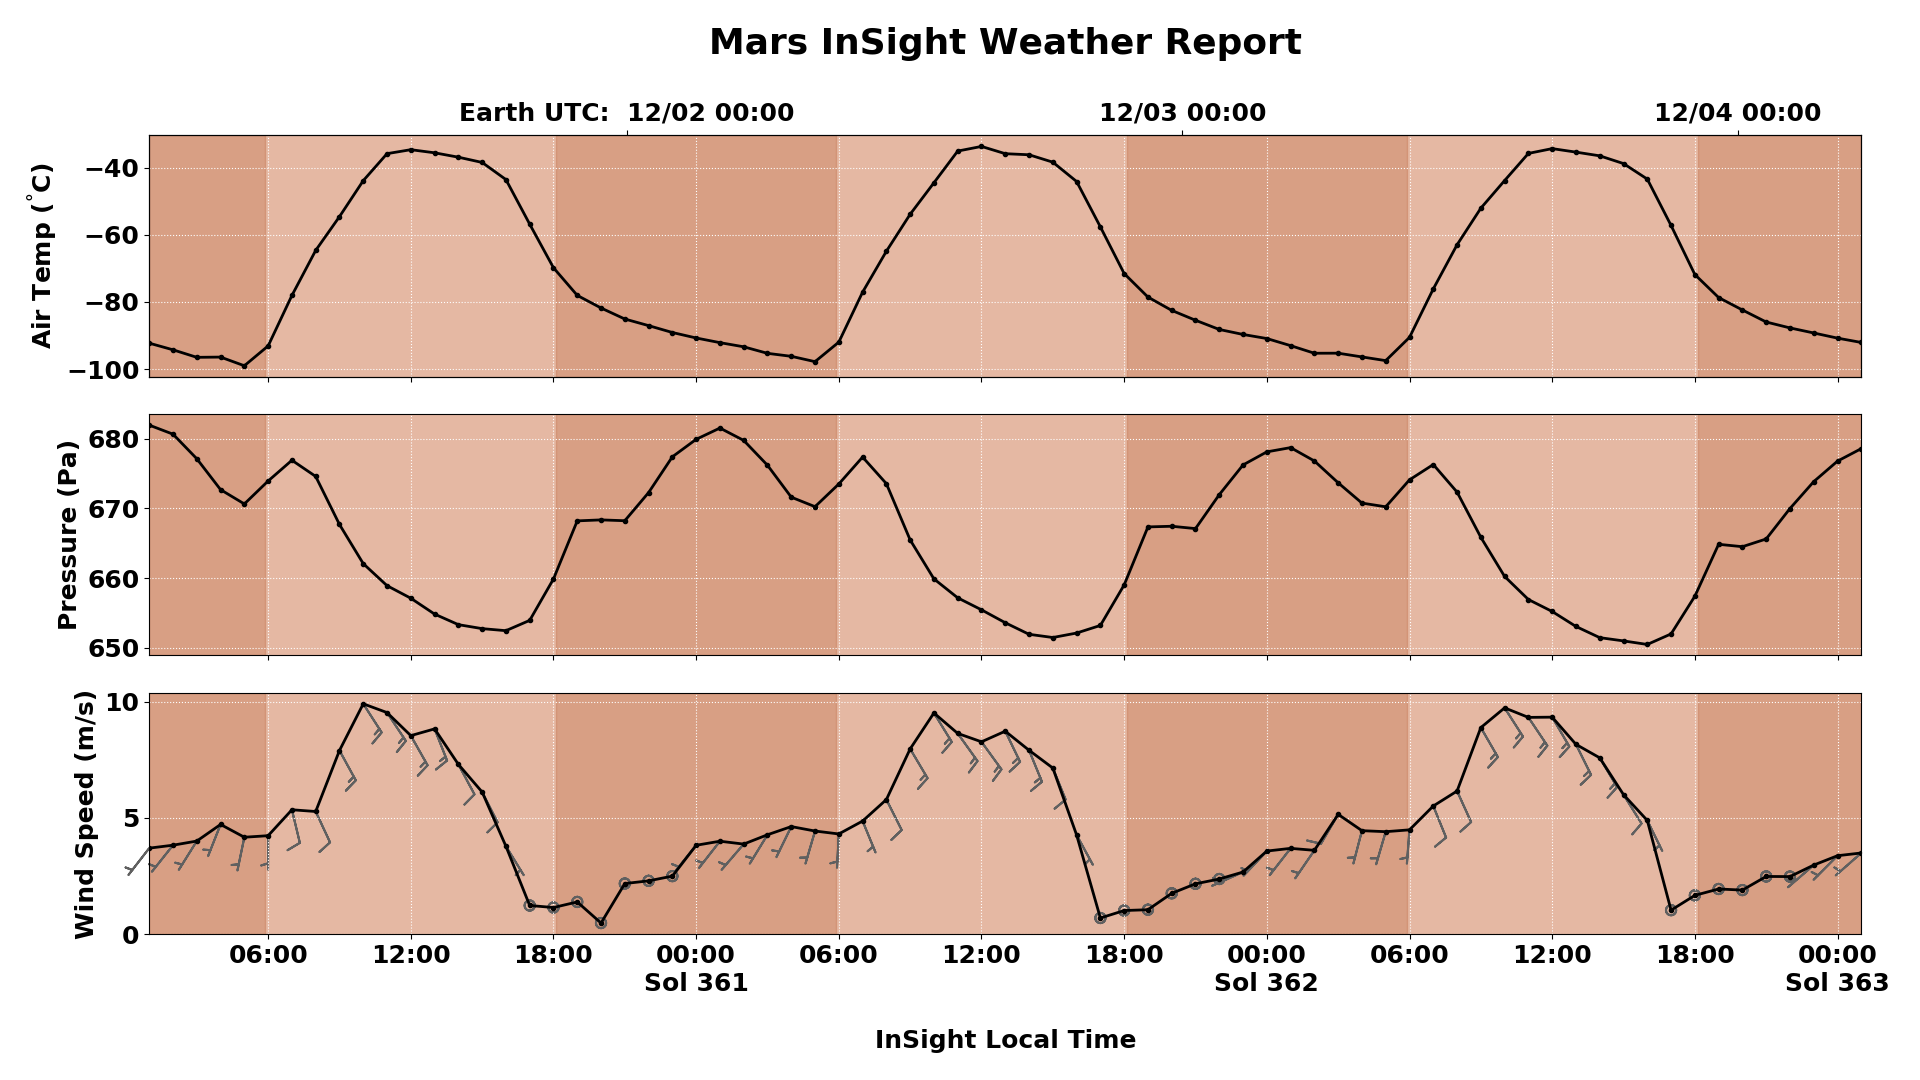 Mars InSight Weather Report
Earth UTC: 12/02 00:00 12/03 00:00 12/04 00:00
Air Temp (°C)
−40
−60
−80
−100
Pressure (Pa)
680
670
660
650
Wind Speed (m/s)
10
5
0
06:00 12:00 18:00 00:00 06:00 12:00 18:00 00:00 06:00 12:00 18:00 00:00
Sol 361 Sol 362 Sol 363
InSight Local Time